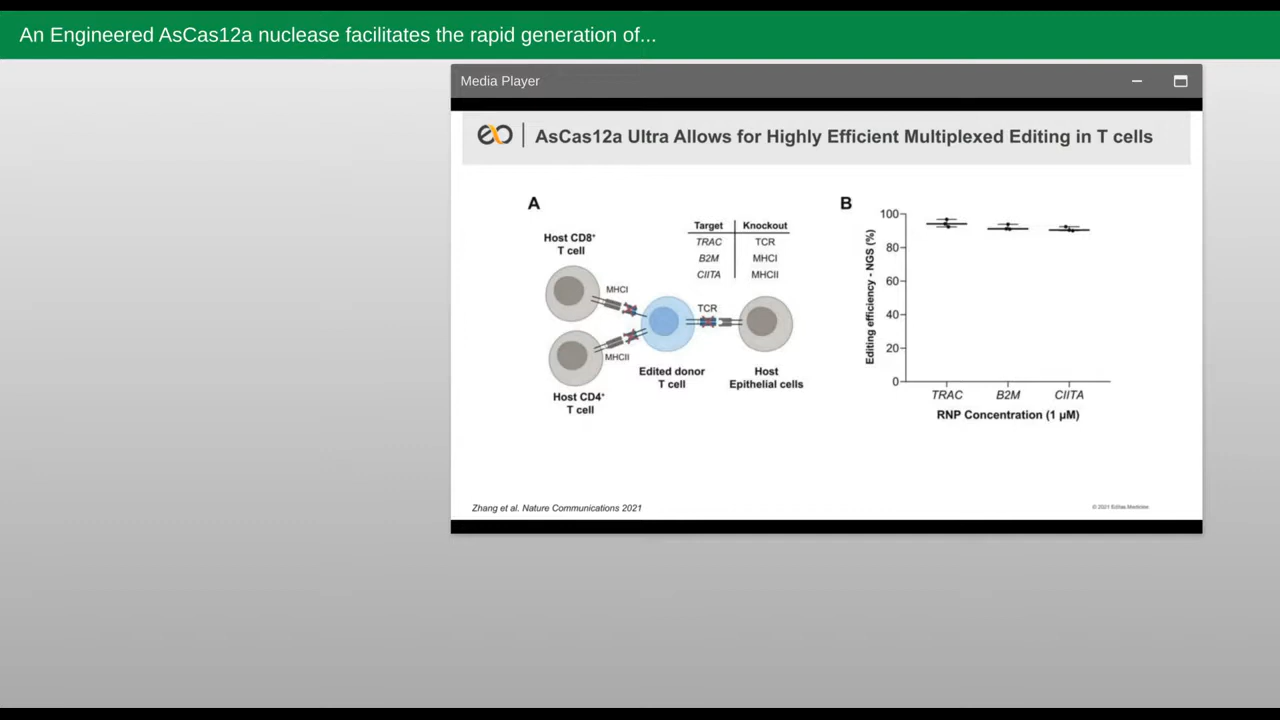 An Engineered AsCas12a nuclease facilitates the rapid generation of...
Media Player
AsCas12a Ultra Allows for Highly Efficient Multiplexed Editing in T cells
A
Host CD8⁺
T cell
MHCI
MHCII
Host CD4⁺
T cell
Edited donor
T cell
TCR
Host
Epithelial cells
Target Knockout
TRAC TCR
B2M MHCI
CIITA MHCII
B
Editing efficiency - NGS (%)
100
80
60
40
20
0
TRAC B2M CIITA
RNP Concentration (1 µM)
Zhang et al. Nature Communications 2021
© 2021 Editas Medicine